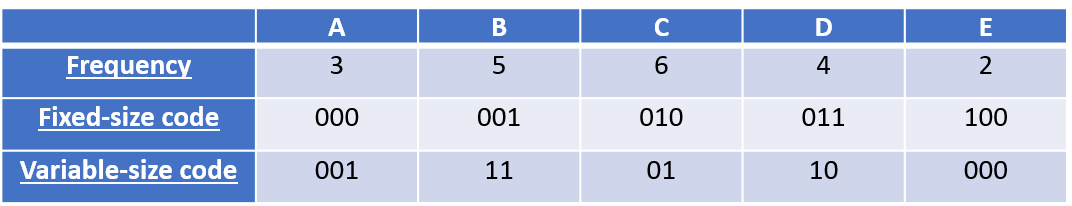 A B C D E
Frequency 3 5 6 4 2
Fixed-size code 000 001 010 011 100
Variable-size code 001 11 01 10 000